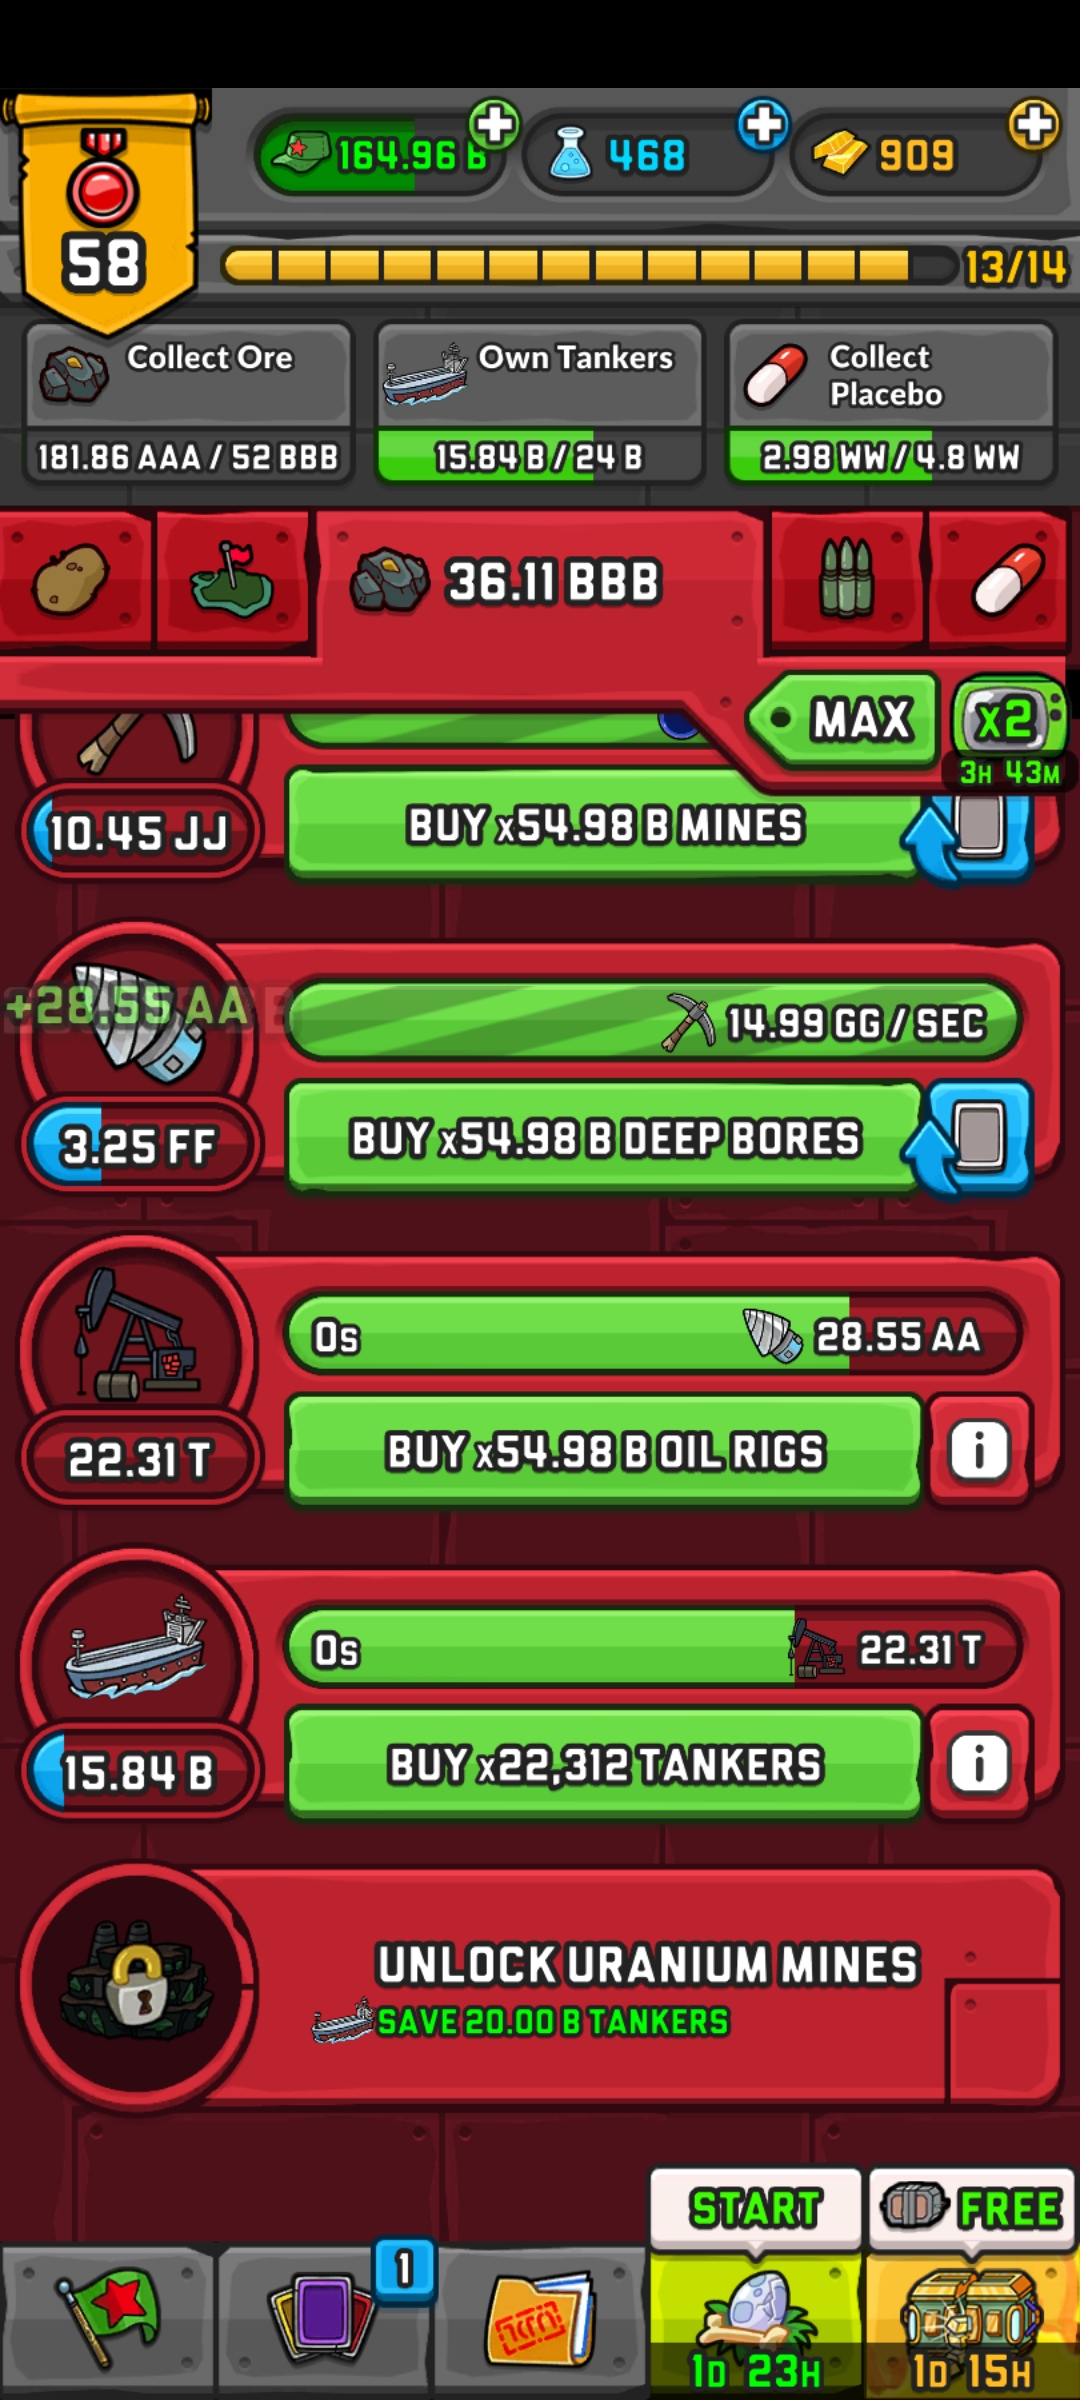 164.96 B
468
909
58
13/14
Collect Ore
181.86 AAA / 52 BBB
Own Tankers
15.84 B / 24 B
Collect
Placebo
2.98 WW / 4.8 WW
36.11 BBB
MAX
x2
3H 43M
10.45 JJ
BUY x54.98 B MINES
+28.55 AA
14.99 GG / SEC
3.25 FF
BUY x54.98 B DEEP BORES
0s
28.55 AA
22.31 T
BUY x54.98 B OIL RIGS
i
0s
22.31 T
15.84 B
BUY x22,312 TANKERS
i
UNLOCK URANIUM MINES
SAVE 20.00 B TANKERS
START
FREE
1
1D 23H
1D 15H